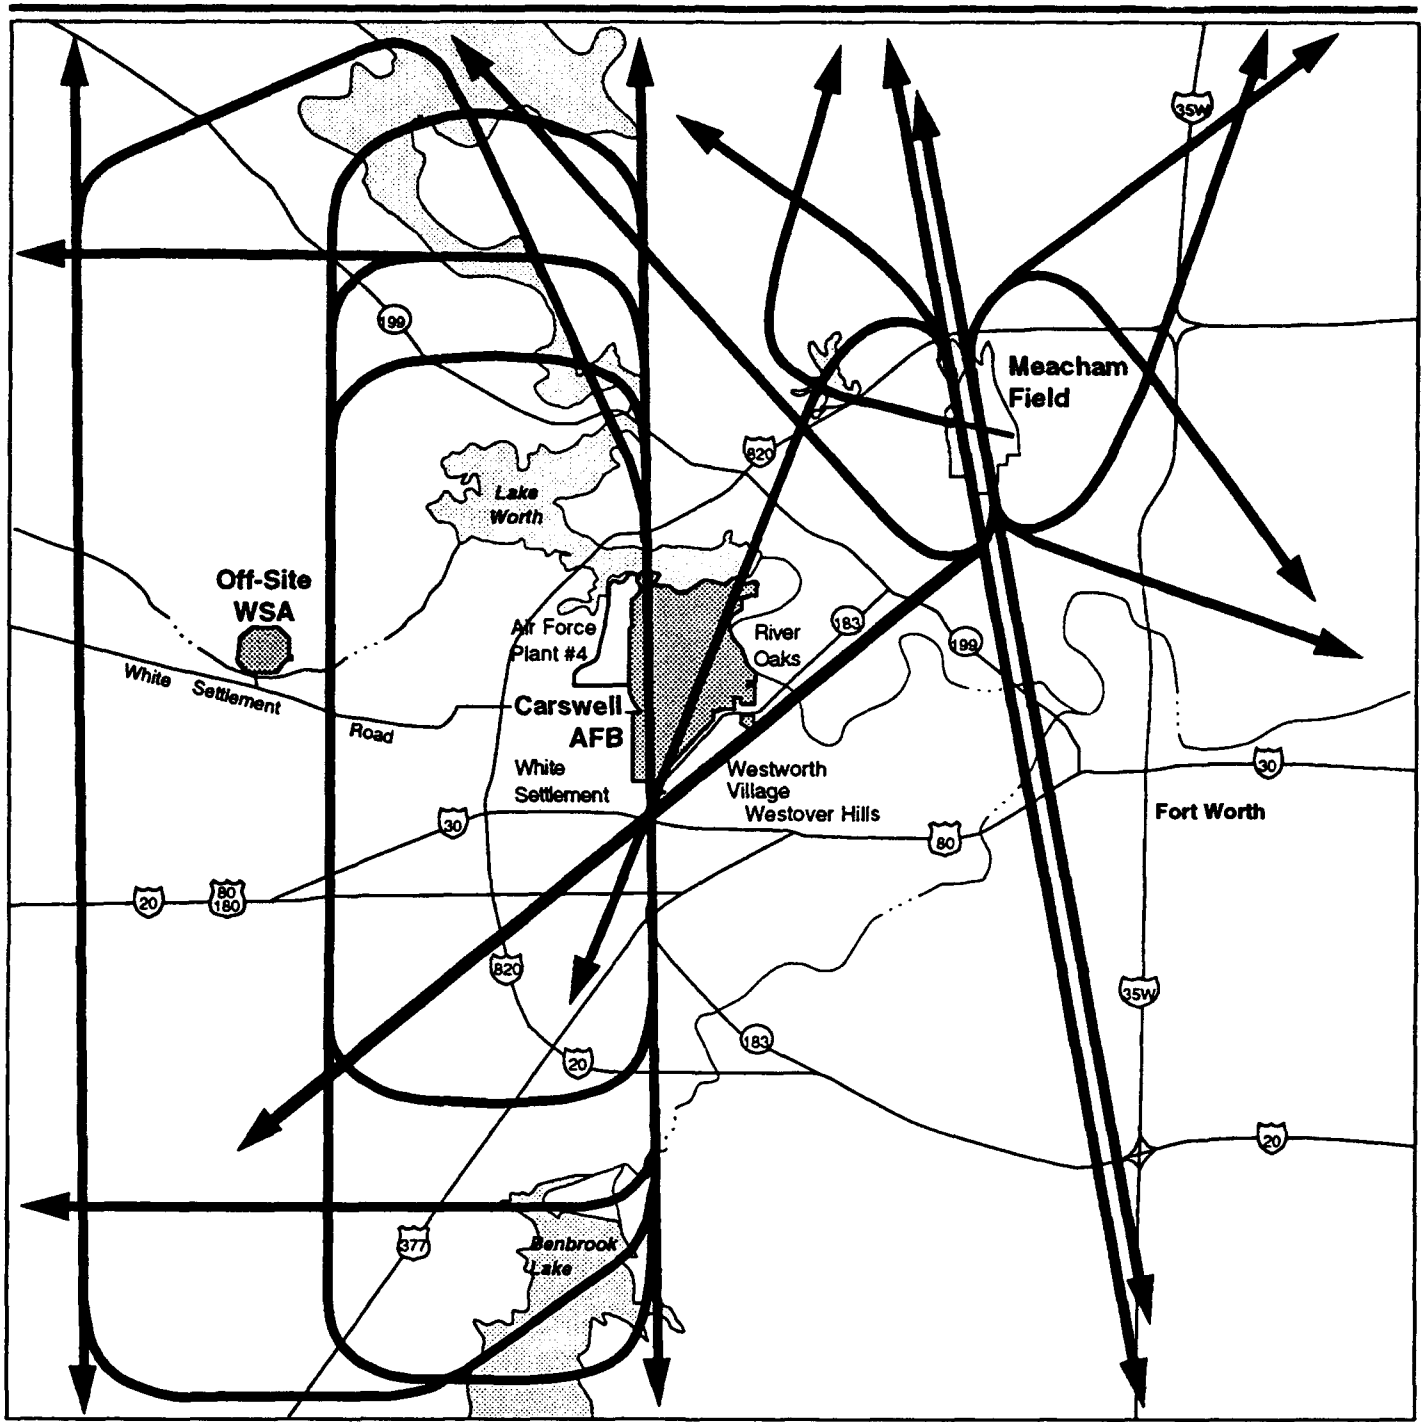 35W
199
Meacham
Field
820
Lake
Worth
Off-Site
WSA
Air Force
Plant #4
River
Oaks
183
199
White Settlement
Road
Carswell
AFB
White
Settlement
Westworth
Village
Westover Hills
30
Fort Worth
30
80
20
80
180
820
35W
20
183
20
377
Benbrook
Lake